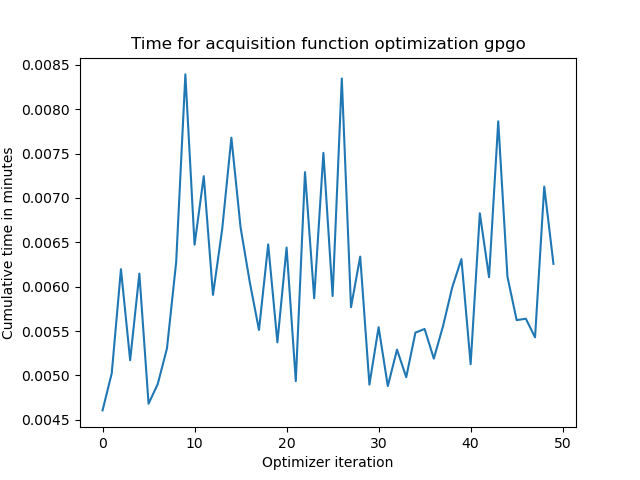 Time for acquisition function optimization gpgo
0.0085
0.0080
0.0075
0.0070
0.0065
0.0060
0.0055
0.0050
0.0045
Cumulative time in minutes
0 10 20 30 40 50
Optimizer iteration